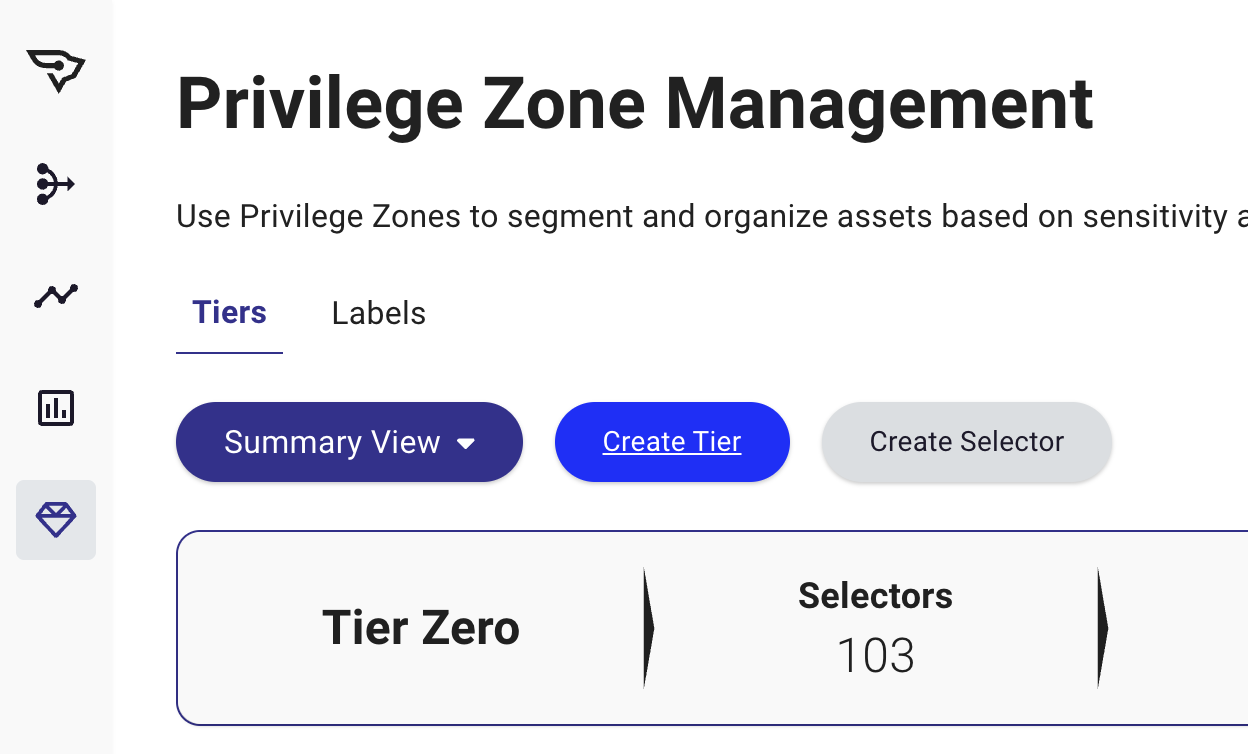 Privilege Zone Management
Use Privilege Zones to segment and organize assets based on sensitivity a
Tiers Labels
Summary View Create Tier Create Selector
Tier Zero
Selectors
103